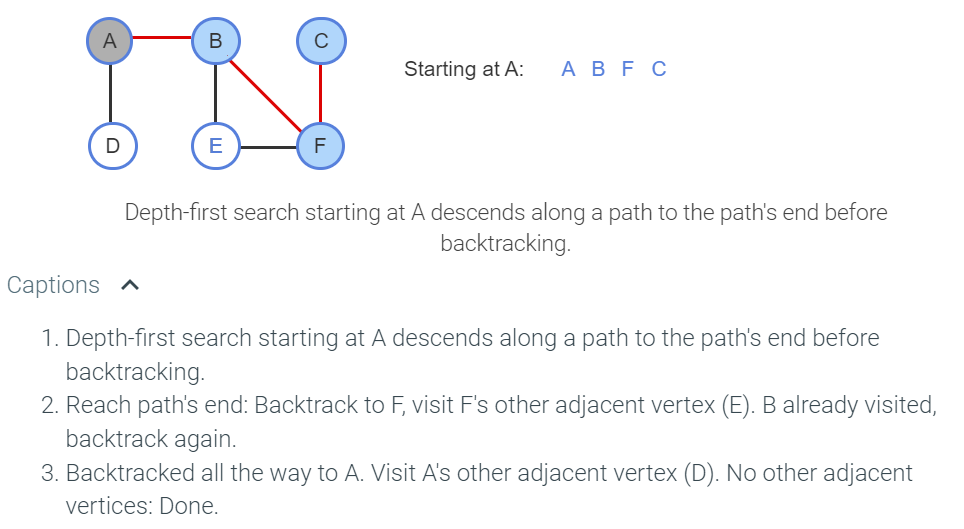 A B C
Starting at A: A B F C
D E F
Depth-first search starting at A descends along a path to the path's end before
backtracking.
Captions
1. Depth-first search starting at A descends along a path to the path's end before
backtracking.
2. Reach path's end: Backtrack to F, visit F's other adjacent vertex (E). B already visited,
backtrack again.
3. Backtracked all the way to A. Visit A's other adjacent vertex (D). No other adjacent
vertices: Done.